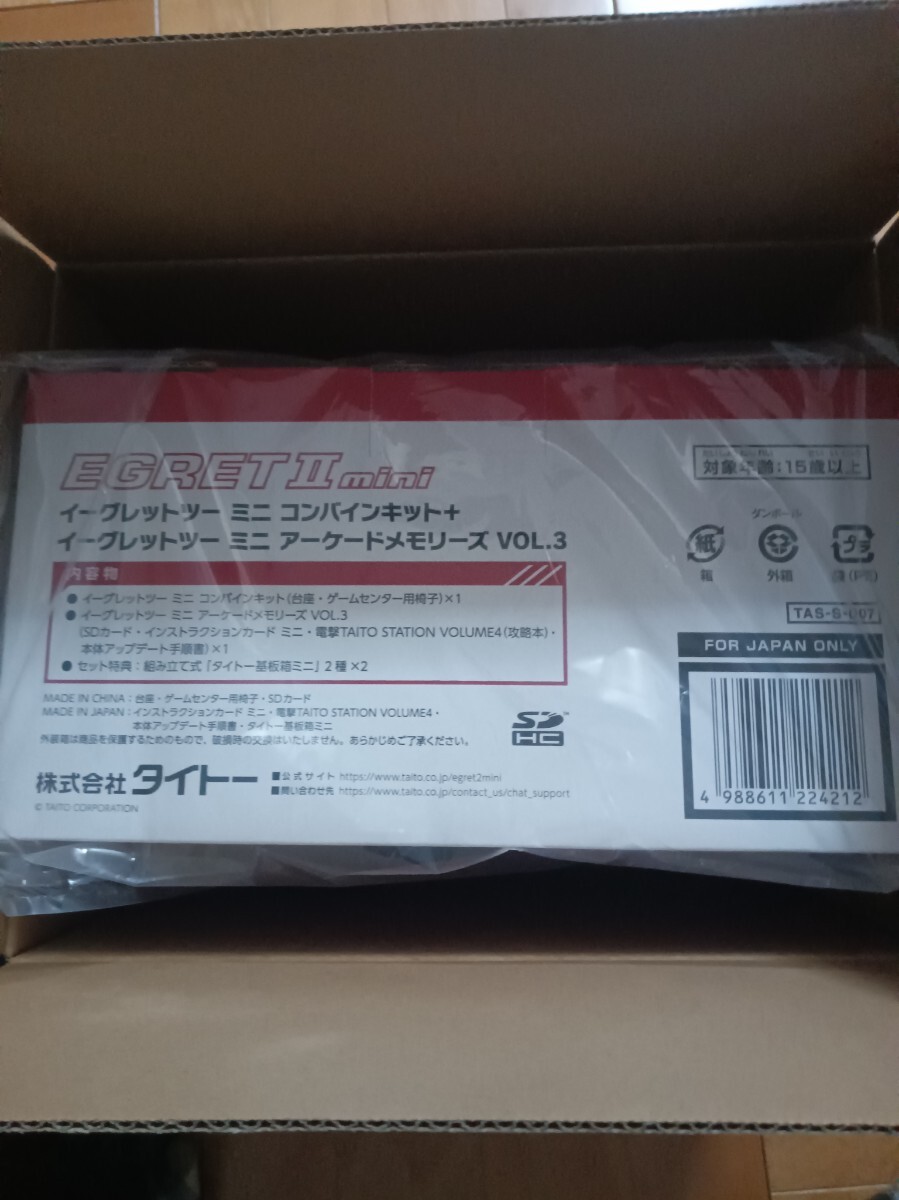 EGRET II mini
イーグレットツー ミニ コンバインキット+
イーグレットツー ミニ アーケードメモリーズ VOL.3
内容物
● イーグレットツー ミニ コンバインキット(台座・ゲームセンター用椅子)×1
● イーグレットツー ミニ アーケードメモリーズ VOL.3
(SDカード・インストラクションカード ミニ・電撃TAITO STATION VOLUME4(攻略本)・
本体アップデート手順書)×1
● セット特典:組み立て式「タイトー基板箱ミニ」2種×2
MADE IN CHINA:台座・ゲームセンター用椅子・SDカード
MADE IN JAPAN:インストラクションカード ミニ・電撃TAITO STATION VOLUME4・
本体アップデート手順書・タイトー基板箱ミニ
外装箱は商品を保護するためのもので、破損時の交換はいたしません。あらかじめご了承ください。
SD HC
株式会社 タイトー
■公式サイト https://www.taito.co.jp/egret2mini
■問い合わせ先 https://www.taito.co.jp/contact_us/chat_support
© TAITO CORPORATION
対象年齢:15歳以上
ダンボール
紙
プラ
箱
外箱
TAS-S-007
FOR JAPAN ONLY
4 988611 224212